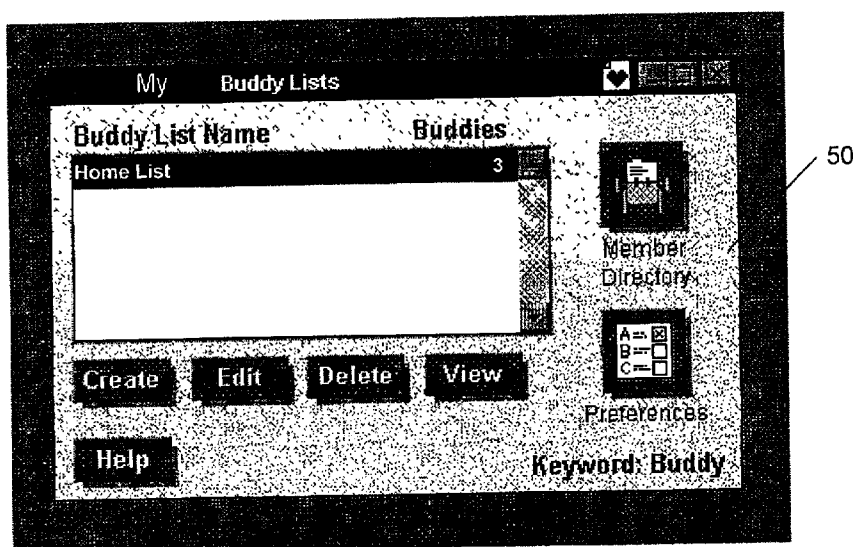 My Buddy Lists
Buddy List Name Buddies
Home List 3
50
Member
Directory
A
B
C
Create Edit Delete View
Preferences
Help
Keyword: Buddy